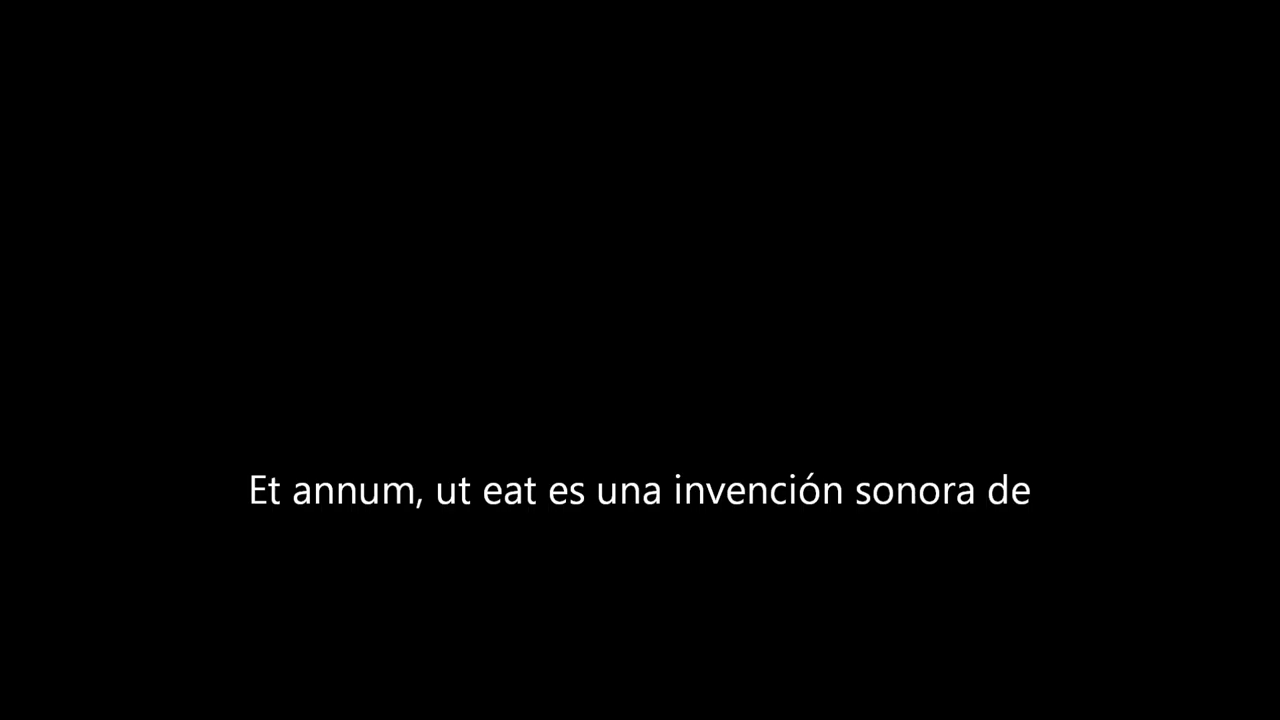 Et annum, ut eat es una invención sonora de